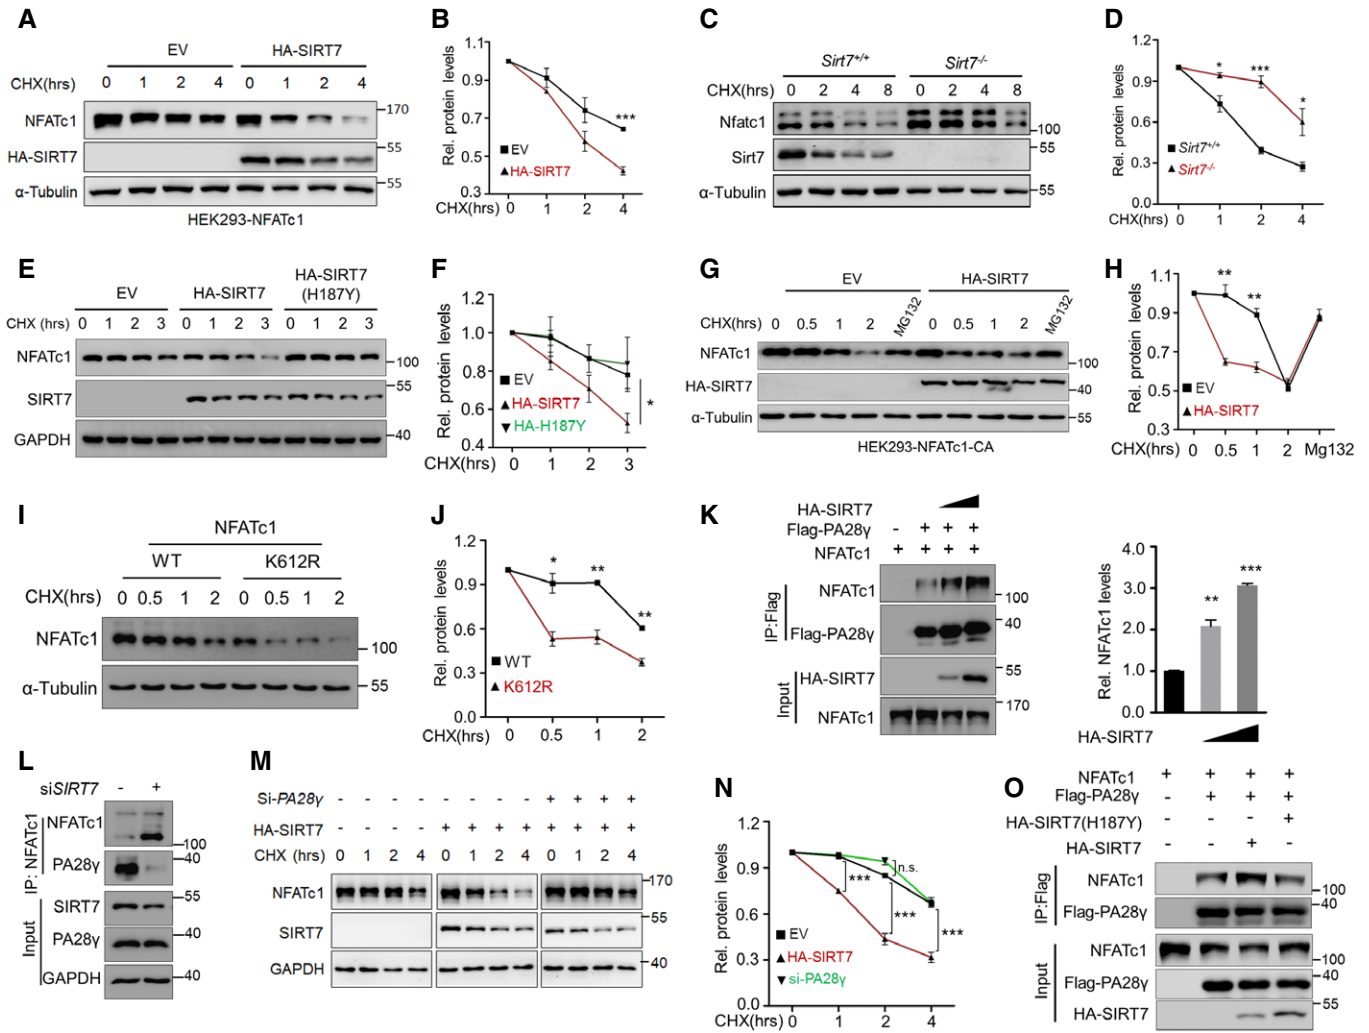 A
EV HA-SIRT7
CHX(hrs) 0 1 2 4 0 1 2 4
NFATc1 170
HA-SIRT7 55
α-Tubulin 55
HEK293-NFATc1
B
Rel. protein levels
1.1
0.9
0.7
0.5
0.3
***
EV
HA-SIRT7
CHX(hrs) 0 1 2 4
C
Sirt7+/+ Sirt7-/-
CHX(hrs) 0 2 4 8 0 2 4 8
Nfatc1 100
Sirt7 55
α-Tubulin 55
D
Rel. protein levels
1.2
0.9
0.6
0.3
0.0
* *** *
Sirt7+/+
Sirt7-/-
CHX(hrs) 0 1 2 4
E
EV HA-SIRT7 HA-SIRT7
(H187Y)
CHX (hrs) 0 1 2 3 0 1 2 3 0 1 2 3
NFATc1 100
SIRT7 55
GAPDH 40
F
Rel. protein levels
1.2
1.0
0.8
0.6
0.4
*
EV
HA-SIRT7
HA-H187Y
CHX(hrs) 0 1 2 3
G
EV HA-SIRT7
CHX(hrs) 0 0.5 1 2 MG132 0 0.5 1 2 MG132
NFATc1 100
HA-SIRT7 40
α-Tubulin 55
HEK293-NFATc1-CA
H
Rel. protein levels
1.1
0.9
0.7
0.5
0.3
** **
EV
HA-SIRT7
CHX(hrs) 0 0.5 1 2 Mg132
I
NFATc1
WT K612R
CHX(hrs) 0 0.5 1 2 0 0.5 1 2
NFATc1 100
α-Tubulin 55
J
Rel. protein levels
1.2
0.9
0.6
0.3
0.0
* ** **
WT
K612R
CHX(hrs) 0 0.5 1 2
K
HA-SIRT7
Flag-PA28γ - + + +
NFATc1 + + + +
IP:Flag
NFATc1 100
Flag-PA28γ 40
Input
HA-SIRT7 55
NFATc1 170
Rel. NFATc1 levels
4.0
3.0
2.0
1.0
0.0
** ***
HA-SIRT7
L
siSIRT7 - +
IP: NFATc1
NFATc1 100
PA28γ 40
Input
SIRT7 55
PA28γ 40
GAPDH 40
M
Si-PA28γ - - - - - - - - + + + +
HA-SIRT7 - - - - + + + + + + + +
CHX (hrs) 0 1 2 4 0 1 2 4 0 1 2 4
NFATc1 170
SIRT7 55
GAPDH 40
N
Rel. protein levels
1.2
0.9
0.6
0.3
0.0
*** n.s.
*** ***
EV
HA-SIRT7
si-PA28γ
CHX(hrs) 0 1 2 4
O
NFATc1 + + + +
Flag-PA28γ - + + +
HA-SIRT7(H187Y) - - - +
HA-SIRT7 - - + -
IP:Flag
NFATc1 100
Flag-PA28γ 40
Input
NFATc1 100
Flag-PA28γ 40
HA-SIRT7 55